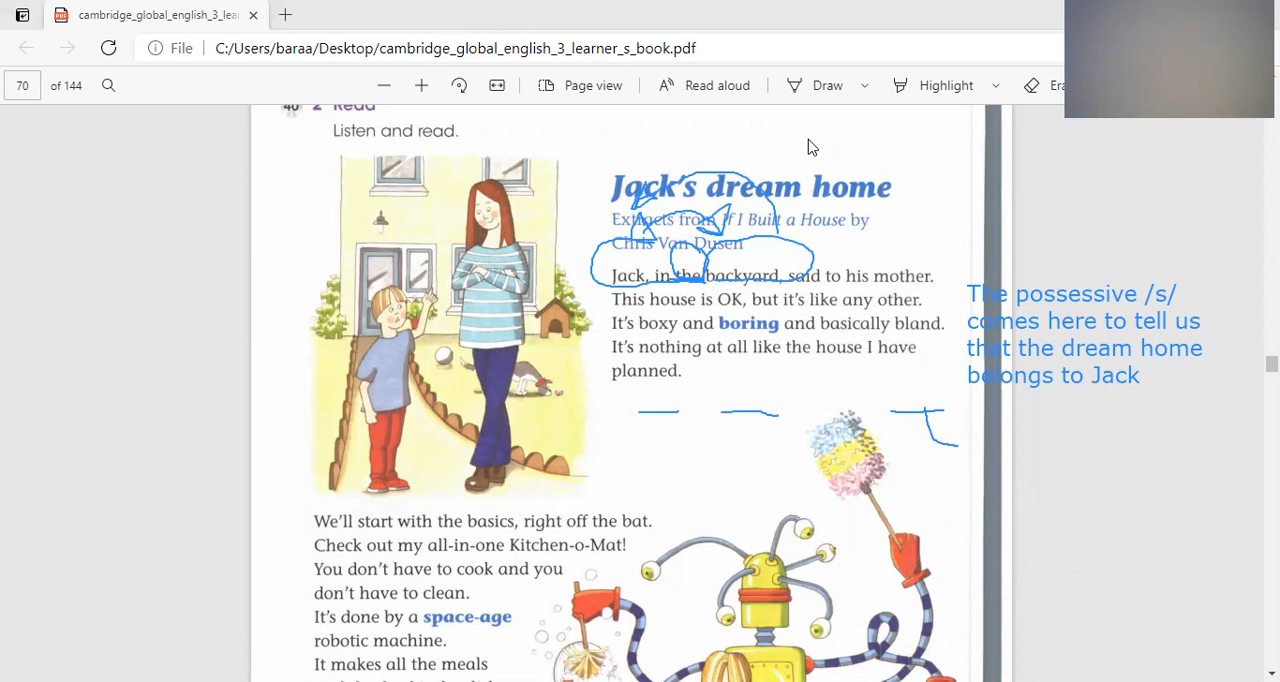 cambridge_global_english_3_lear
File C:/Users/baraa/Desktop/cambridge_global_english_3_learner_s_book.pdf
70 of 144 Page view Read aloud Draw Highlight Era
40 2 Read
Listen and read.
Jack's dream home
Extracts from If I Built a House by
Chris Van Dusen
Jack, in the backyard, said to his mother.
This house is OK, but it's like any other.
It's boxy and boring and basically bland.
It's nothing at all like the house I have
planned.
The possessive /s/
comes here to tell us
that the dream home
belongs to Jack
We'll start with the basics, right off the bat.
Check out my all-in-one Kitchen-o-Mat!
You don't have to cook and you
don't have to clean.
It's done by a space-age
robotic machine.
It makes all the meals